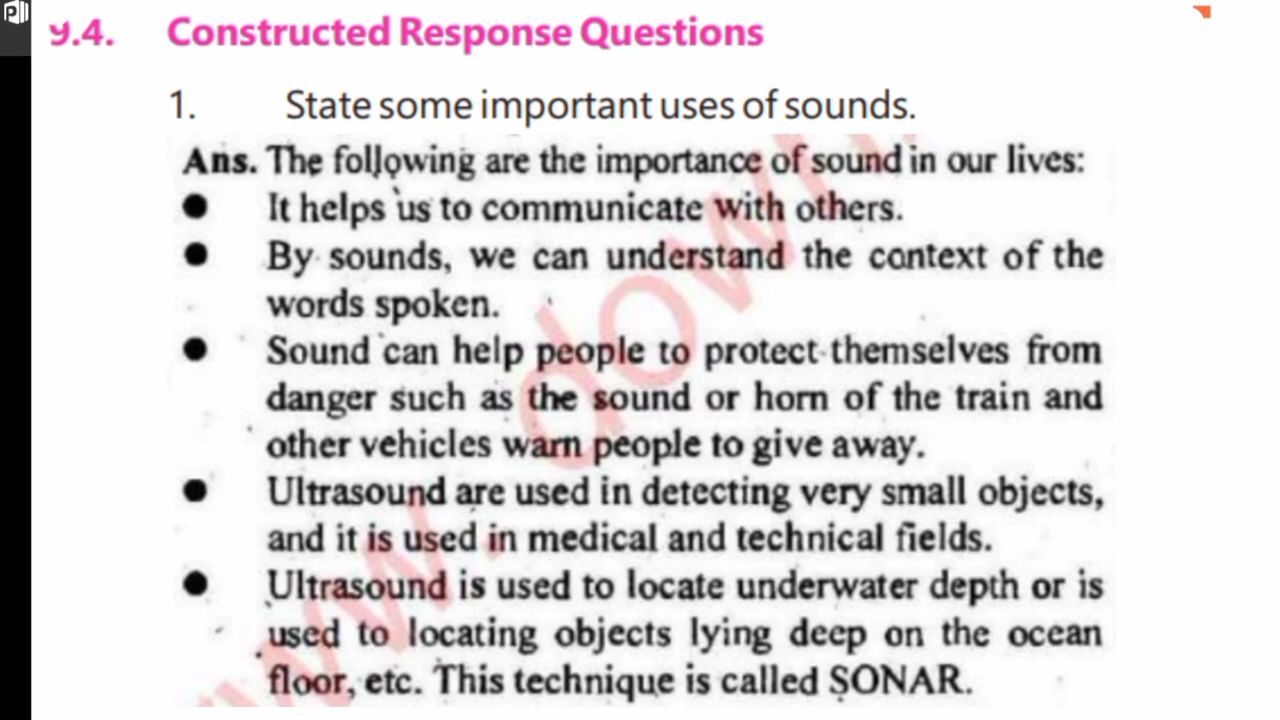 9.4. Constructed Response Questions
1. State some important uses of sounds.
Ans. The following are the importance of sound in our lives:
● It helps us to communicate with others.
● By sounds, we can understand the context of the
words spoken.
● Sound can help people to protect themselves from
danger such as the sound or horn of the train and
other vehicles warn people to give away.
● Ultrasound are used in detecting very small objects,
and it is used in medical and technical fields.
● Ultrasound is used to locate underwater depth or is
used to locating objects lying deep on the ocean
floor, etc. This technique is called SONAR.